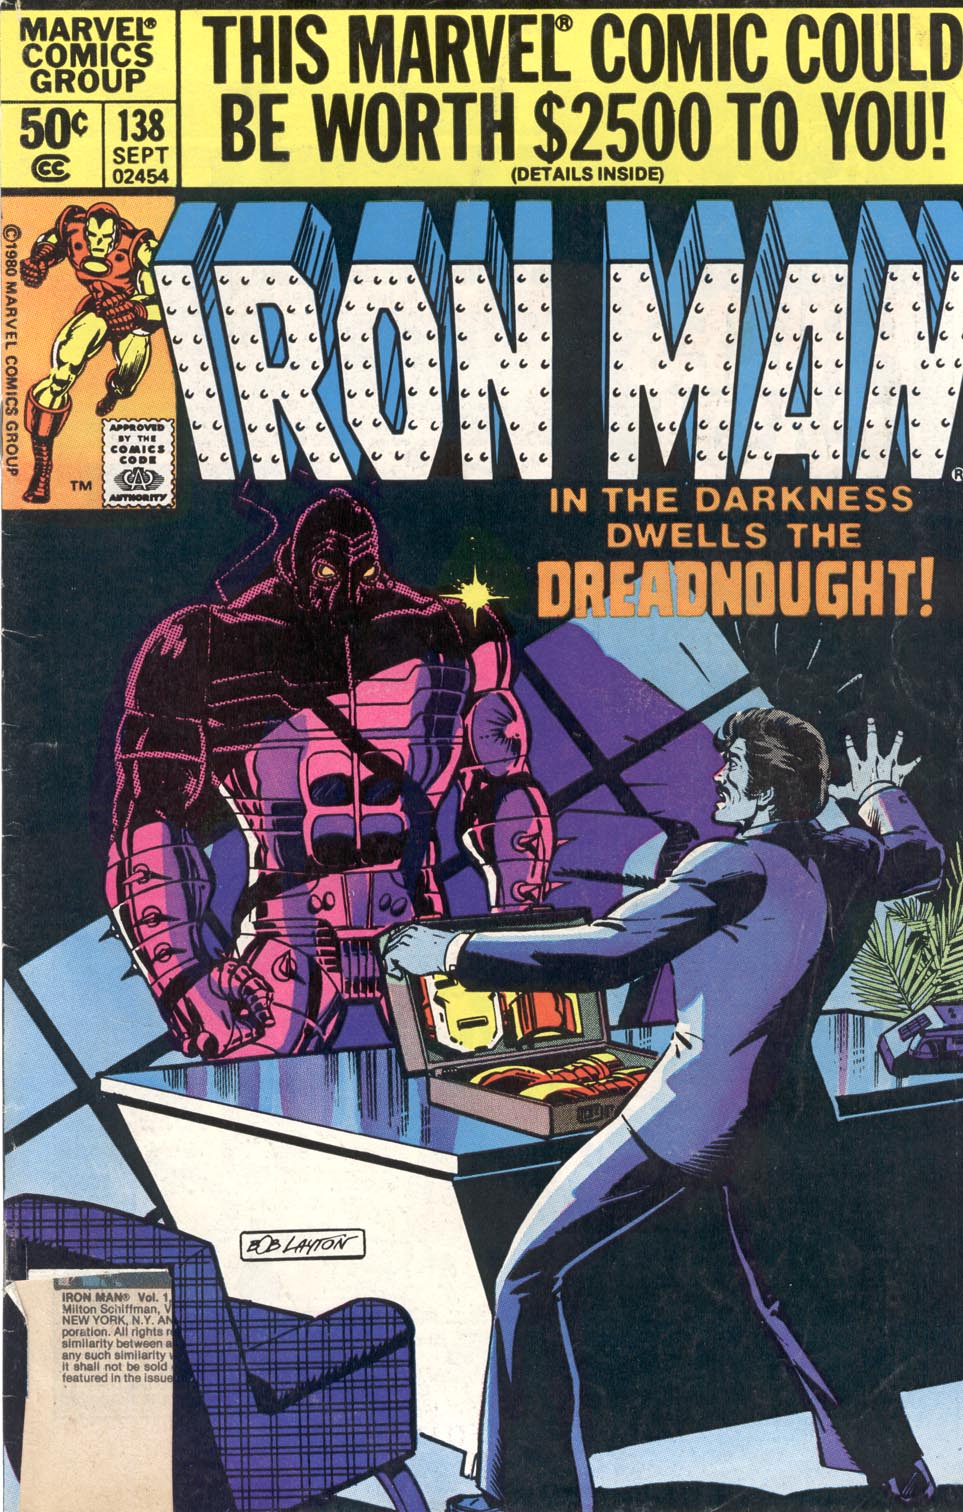 MARVEL®
COMICS
GROUP
50¢
CC
138
SEPT
02454
THIS MARVEL® COMIC COULD
BE WORTH $2500 TO YOU!
(DETAILS INSIDE)
©1980 MARVEL COMICS GROUP
IRON MAN
®
TM
APPROVED
BY THE
COMICS
CODE
CA
AUTHORITY
IN THE DARKNESS
DWELLS THE
DREADNOUGHT!
BOB LAYTON
IRON MAN® Vol. 1,
Milton Schiffman, V
NEW YORK, N.Y. AN
poration. All rights r
similarity between a
any such similarity
it shall not be sold
featured in the issue